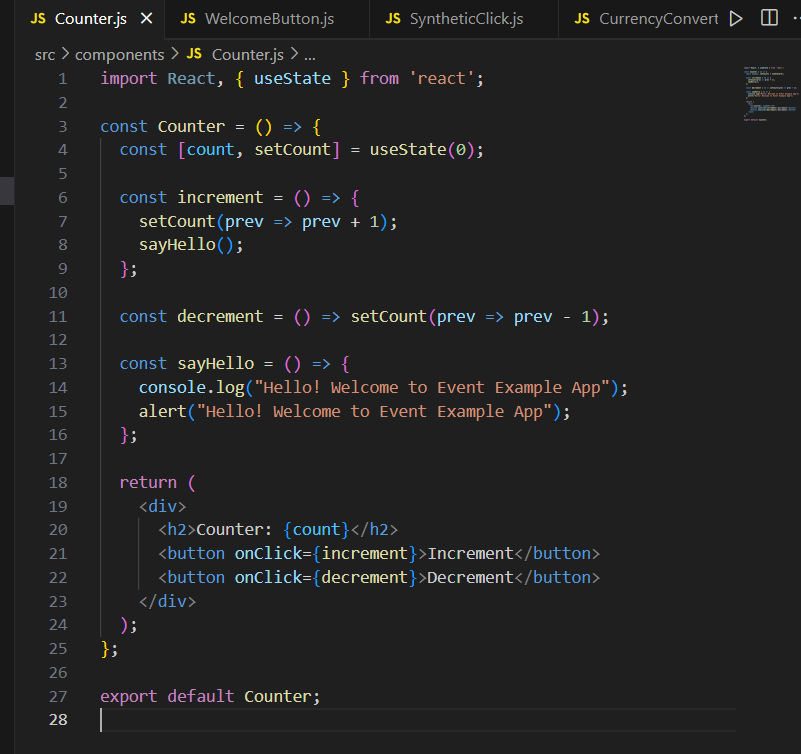 JS Counter.js × JS WelcomeButton.js JS SyntheticClick.js JS CurrencyConvert
src > components > JS Counter.js > ...
1 import React, { useState } from 'react';
2
3 const Counter = () => {
4   const [count, setCount] = useState(0);
5
6   const increment = () => {
7     setCount(prev => prev + 1);
8     sayHello();
9   };
10
11   const decrement = () => setCount(prev => prev - 1);
12
13   const sayHello = () => {
14     console.log("Hello! Welcome to Event Example App");
15     alert("Hello! Welcome to Event Example App");
16   };
17
18   return (
19     <div>
20       <h2>Counter: {count}</h2>
21       <button onClick={increment}>Increment</button>
22       <button onClick={decrement}>Decrement</button>
23     </div>
24   );
25 };
26
27 export default Counter;
28